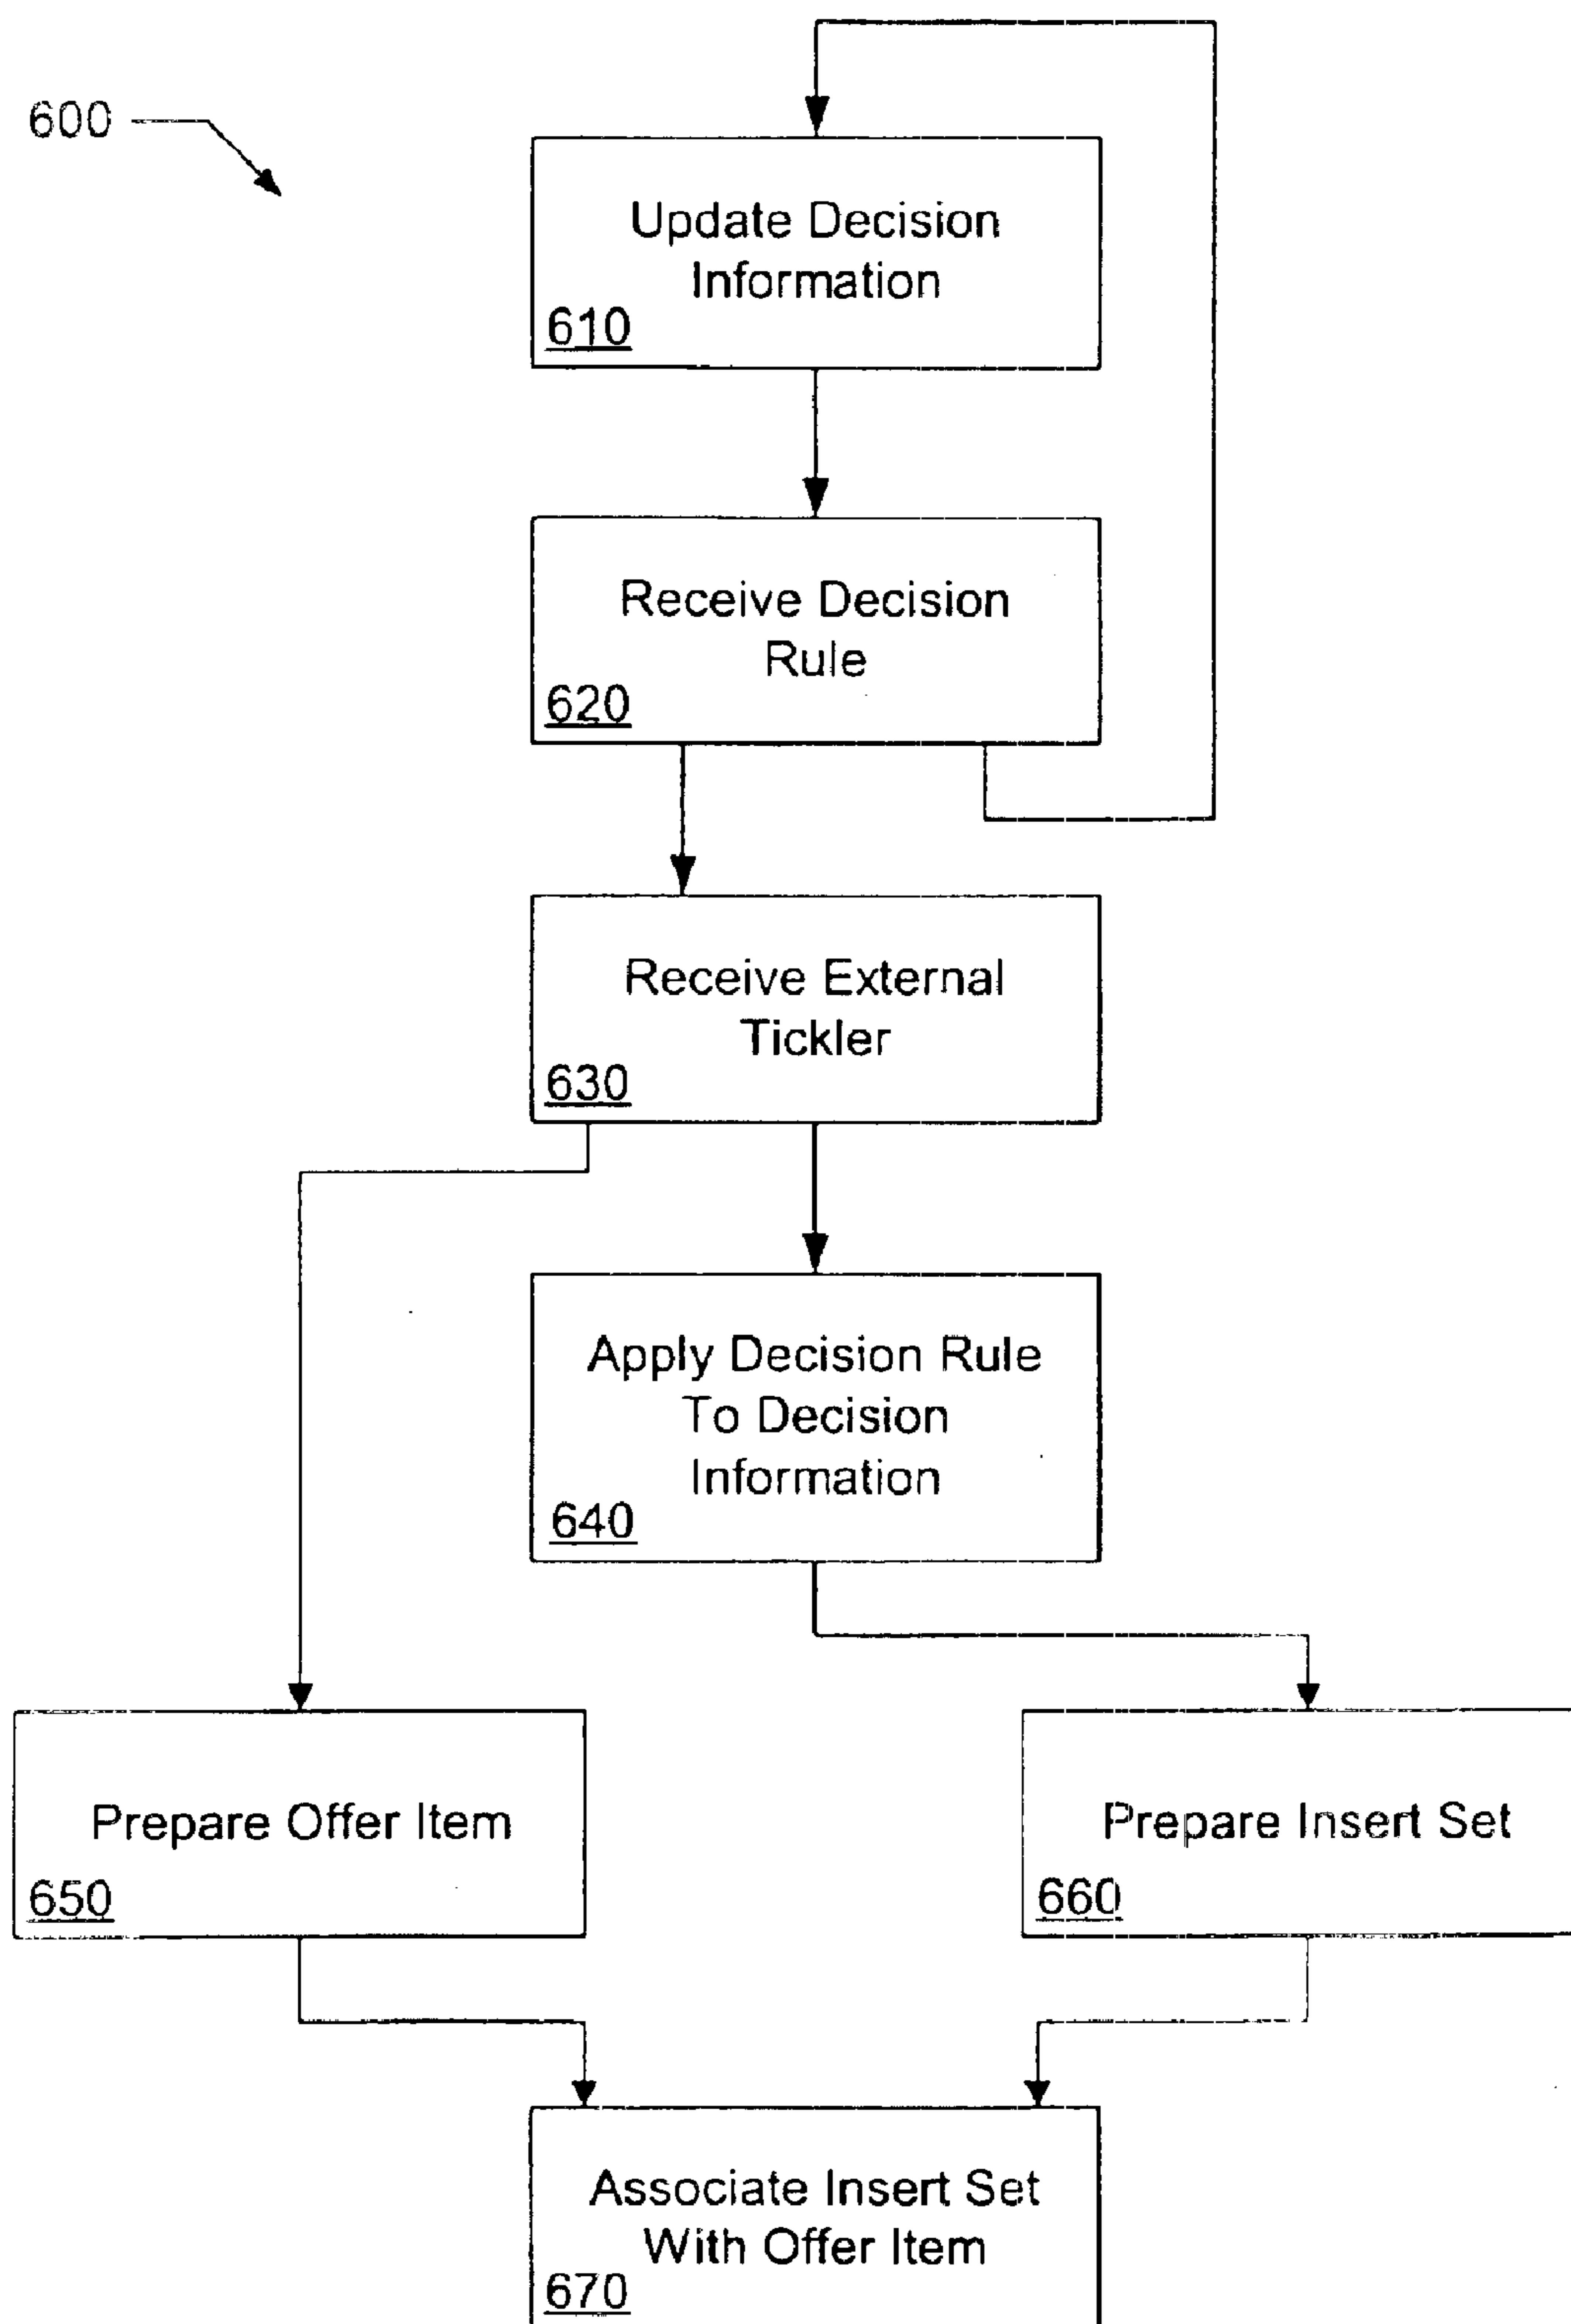 600
Update Decision
Information
610
Receive Decision
Rule
620
Receive External
Tickler
630
Apply Decision Rule
To Decision
Information
640
Prepare Offer Item
650
Prepare Insert Set
660
Associate Insert Set
With Offer Item
670